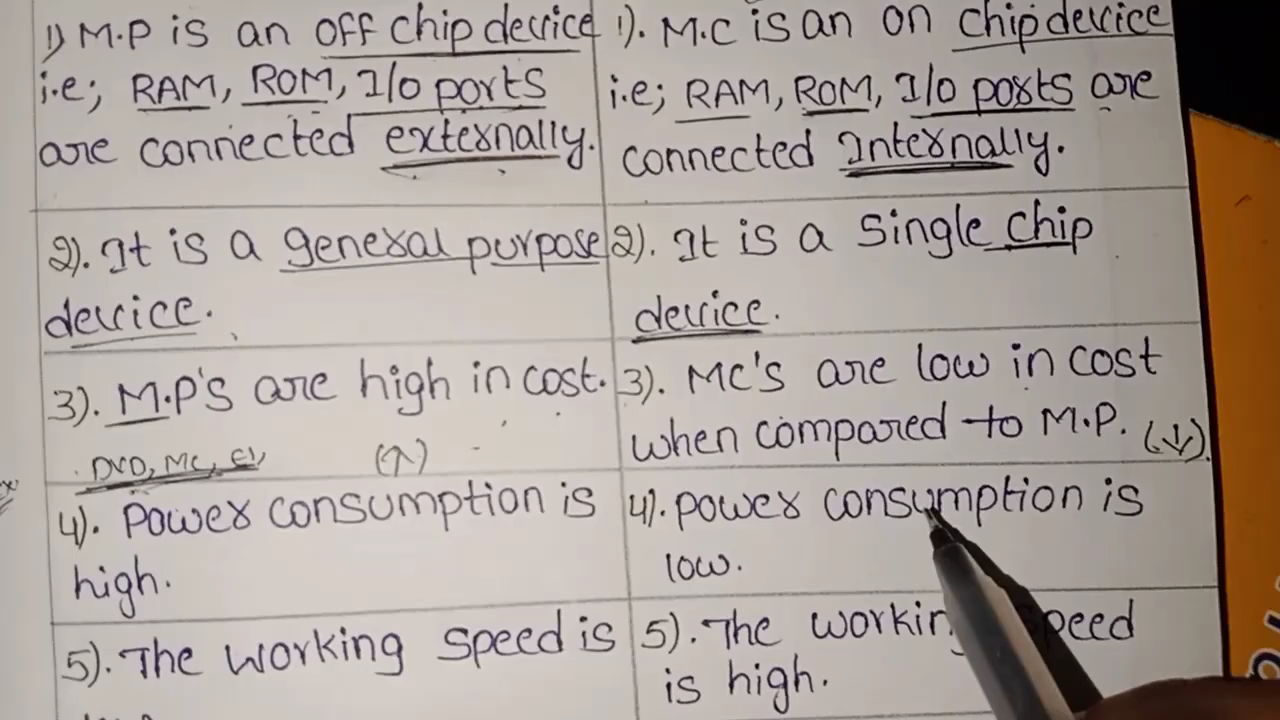 1) M.P is an off chip device
i.e; RAM, ROM, I/O ports
are connected externally.
2). It is a general purpose
device.
3). M.P's are high in cost.
(↑)
4). Power consumption is
high.
5). The working speed is
1). M.C is an on chip device
i.e; RAM, ROM, I/O ports are
connected Internally.
2). It is a single chip
device.
3). MC's are low in cost
when compared to M.P. (↓).
4). power consumption is
low.
5). The working speed
is high.